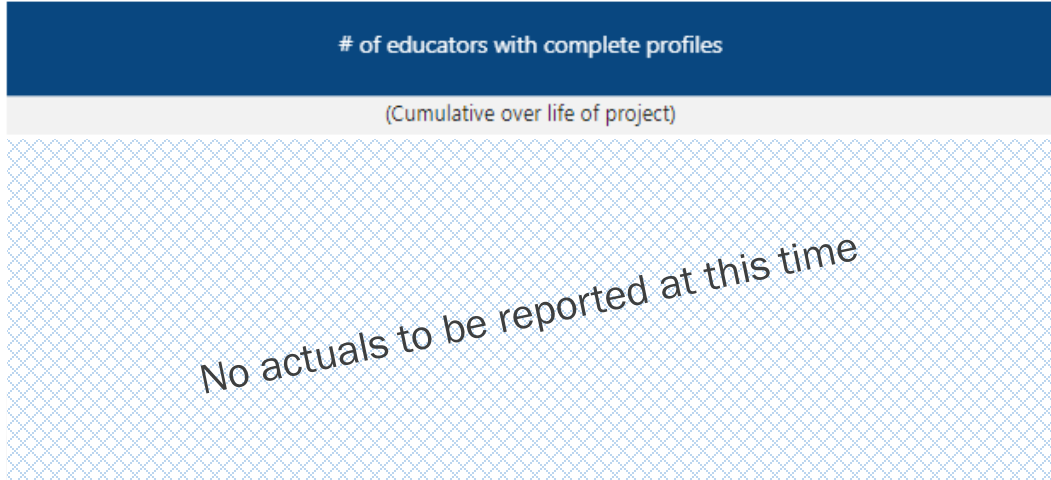 # of educators with complete profiles
(Cumulative over life of project)
No actuals to be reported at this time